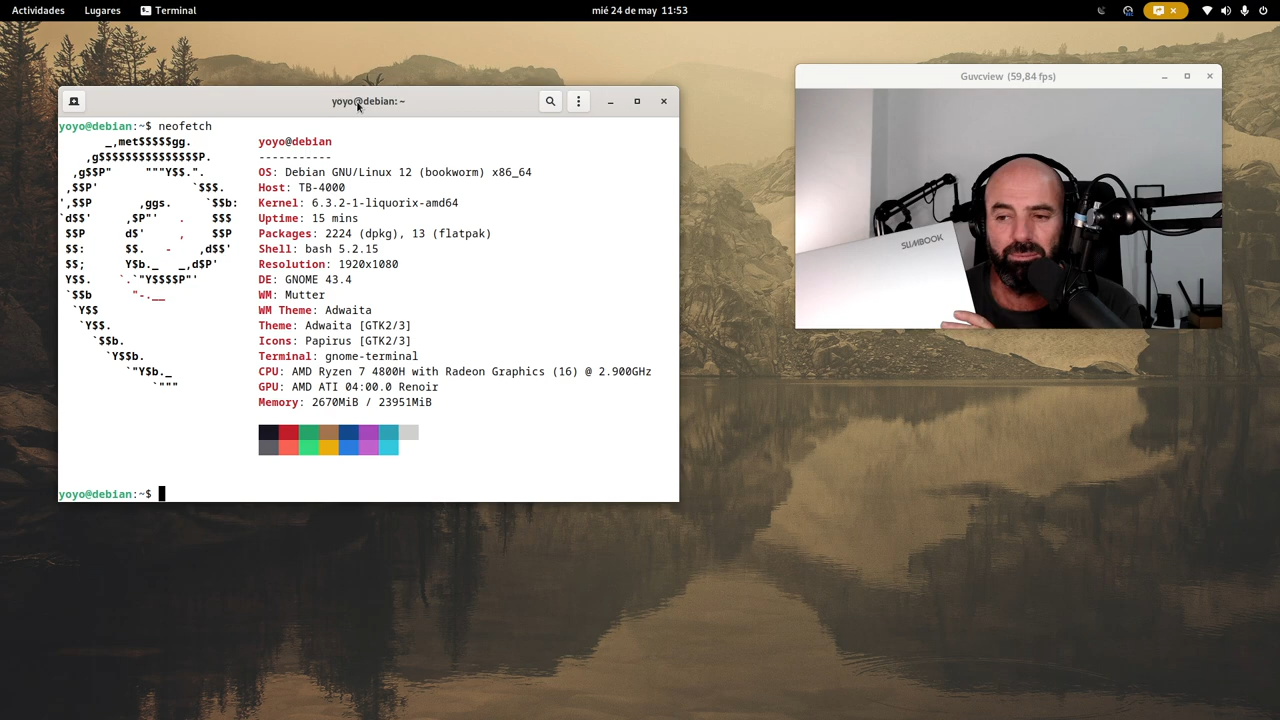 Actividades Lugares Terminal mié 24 de may 11:53
Guvcview (59,84 fps)
yoyo@debian: ~
yoyo@debian:~$ neofetch
_,met$$$$$gg. yoyo@debian
,g$$$$$$$$$$$$$$$P. -----------
,g$$P" """Y$$.". OS: Debian GNU/Linux 12 (bookworm) x86_64
,$$P' `$$$. Host: TB-4000
',$$P ,ggs. `$$b: Kernel: 6.3.2-1-liquorix-amd64
`d$$' ,$P"' . $$$ Uptime: 15 mins
$$P d$' , $$P Packages: 2224 (dpkg), 13 (flatpak)
$$: $$. - ,d$$' Shell: bash 5.2.15
$$; Y$b._ _,d$P' Resolution: 1920x1080
Y$$. `.`"Y$$$$P"' DE: GNOME 43.4
`$$b "-.__ WM: Mutter
`Y$$ WM Theme: Adwaita
`Y$$. Theme: Adwaita [GTK2/3]
`$$b. Icons: Papirus [GTK2/3]
`Y$$b. Terminal: gnome-terminal
`"Y$b._ CPU: AMD Ryzen 7 4800H with Radeon Graphics (16) @ 2.900GHz
`""" GPU: AMD ATI 04:00.0 Renoir
Memory: 2670MiB / 23951MiB
yoyo@debian:~$
SLIMBOOK